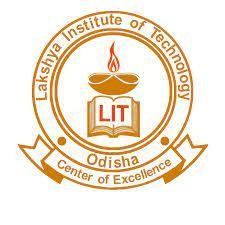 Lakshya Institute of Technology
LIT
Odisha
Center of Excellence